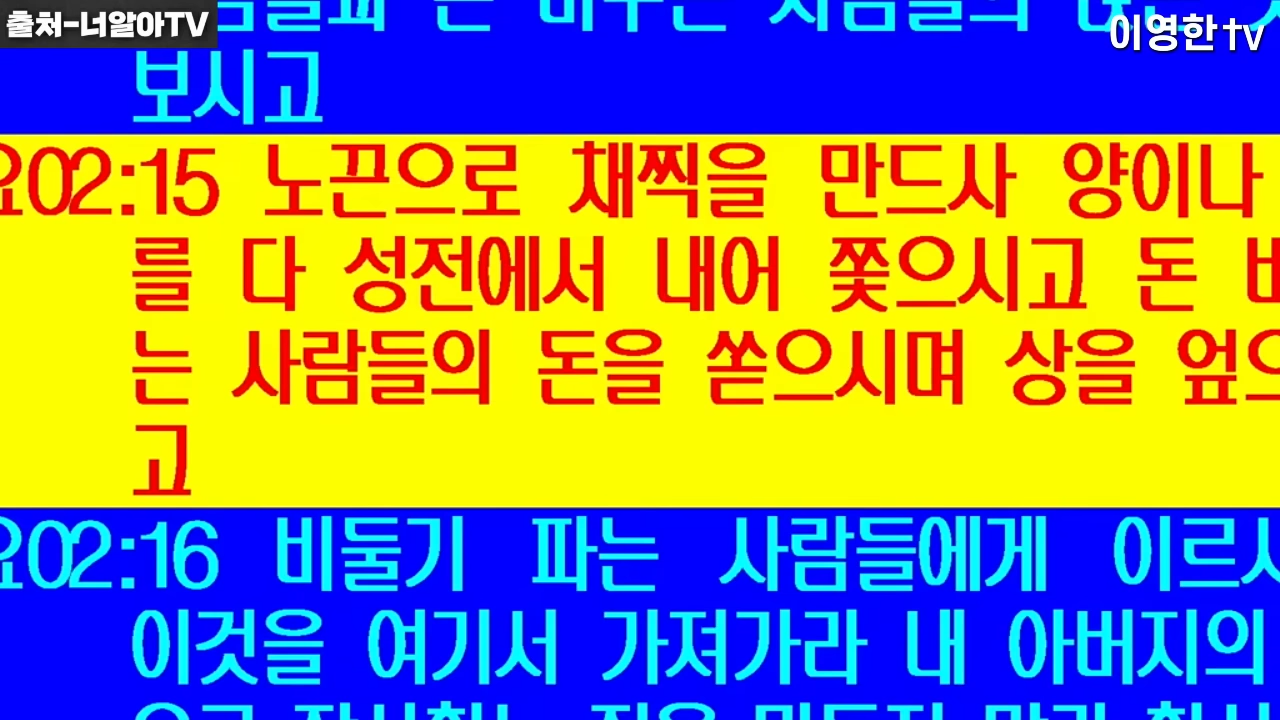 출처-너알아TV
이영한tv
보시고
요02:15 노끈으로 채찍을 만드사 양이나
를 다 성전에서 내어 쫓으시고 돈
는 사람들의 돈을 쏟으시며 상을 엎으
고
요02:16 비둘기 파는 사람들에게 이르시
이것을 여기서 가져가라 내 아버지의